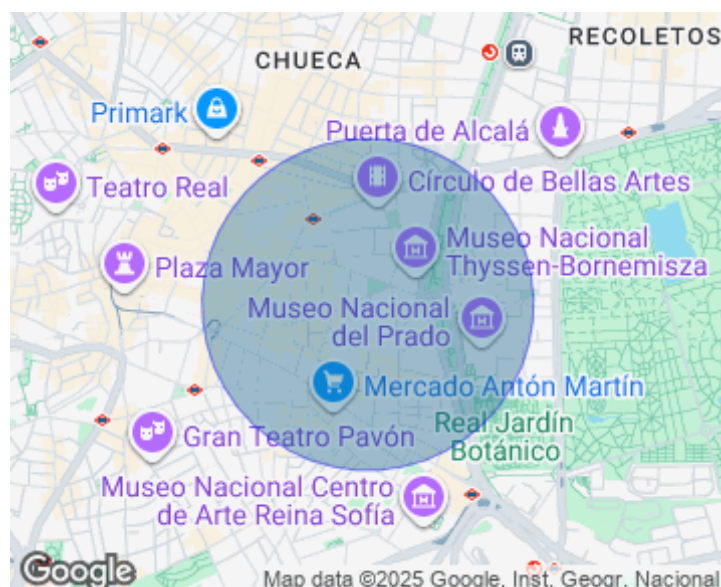 RECOLETOS
CHUECA
Primark
Puerta de Alcalá
Teatro Real
Círculo de Bellas Artes
Museo Nacional
Thyssen-Bornemisza
Plaza Mayor
Museo Nacional
del Prado
Mercado Antón Martín
Real Jardín
Botánico
Gran Teatro Pavón
Museo Nacional Centro
de Arte Reina Sofía
Google
Map data ©2025 Google, Inst. Geogr. Nacional